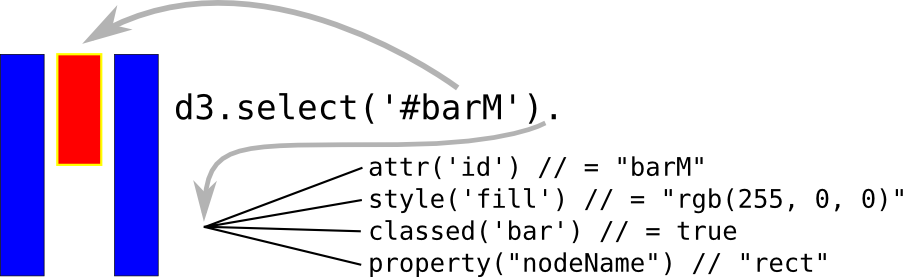 d3.select('#barM').
attr('id') // = "barM"
style('fill') // = "rgb(255, 0, 0)"
classed('bar') // = true
property("nodeName") // "rect"